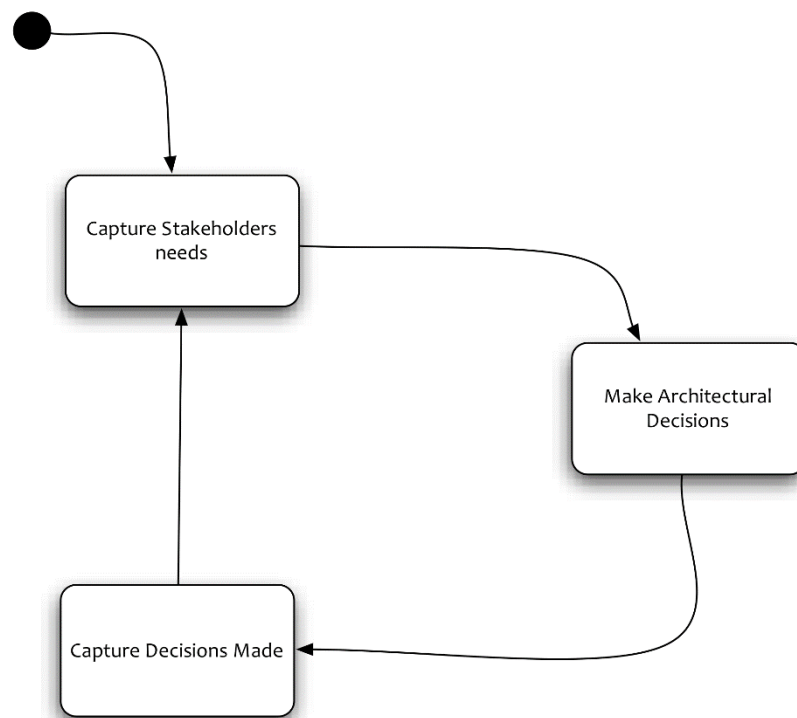 Capture Stakeholders
needs
Make Architectural
Decisions
Capture Decisions Made